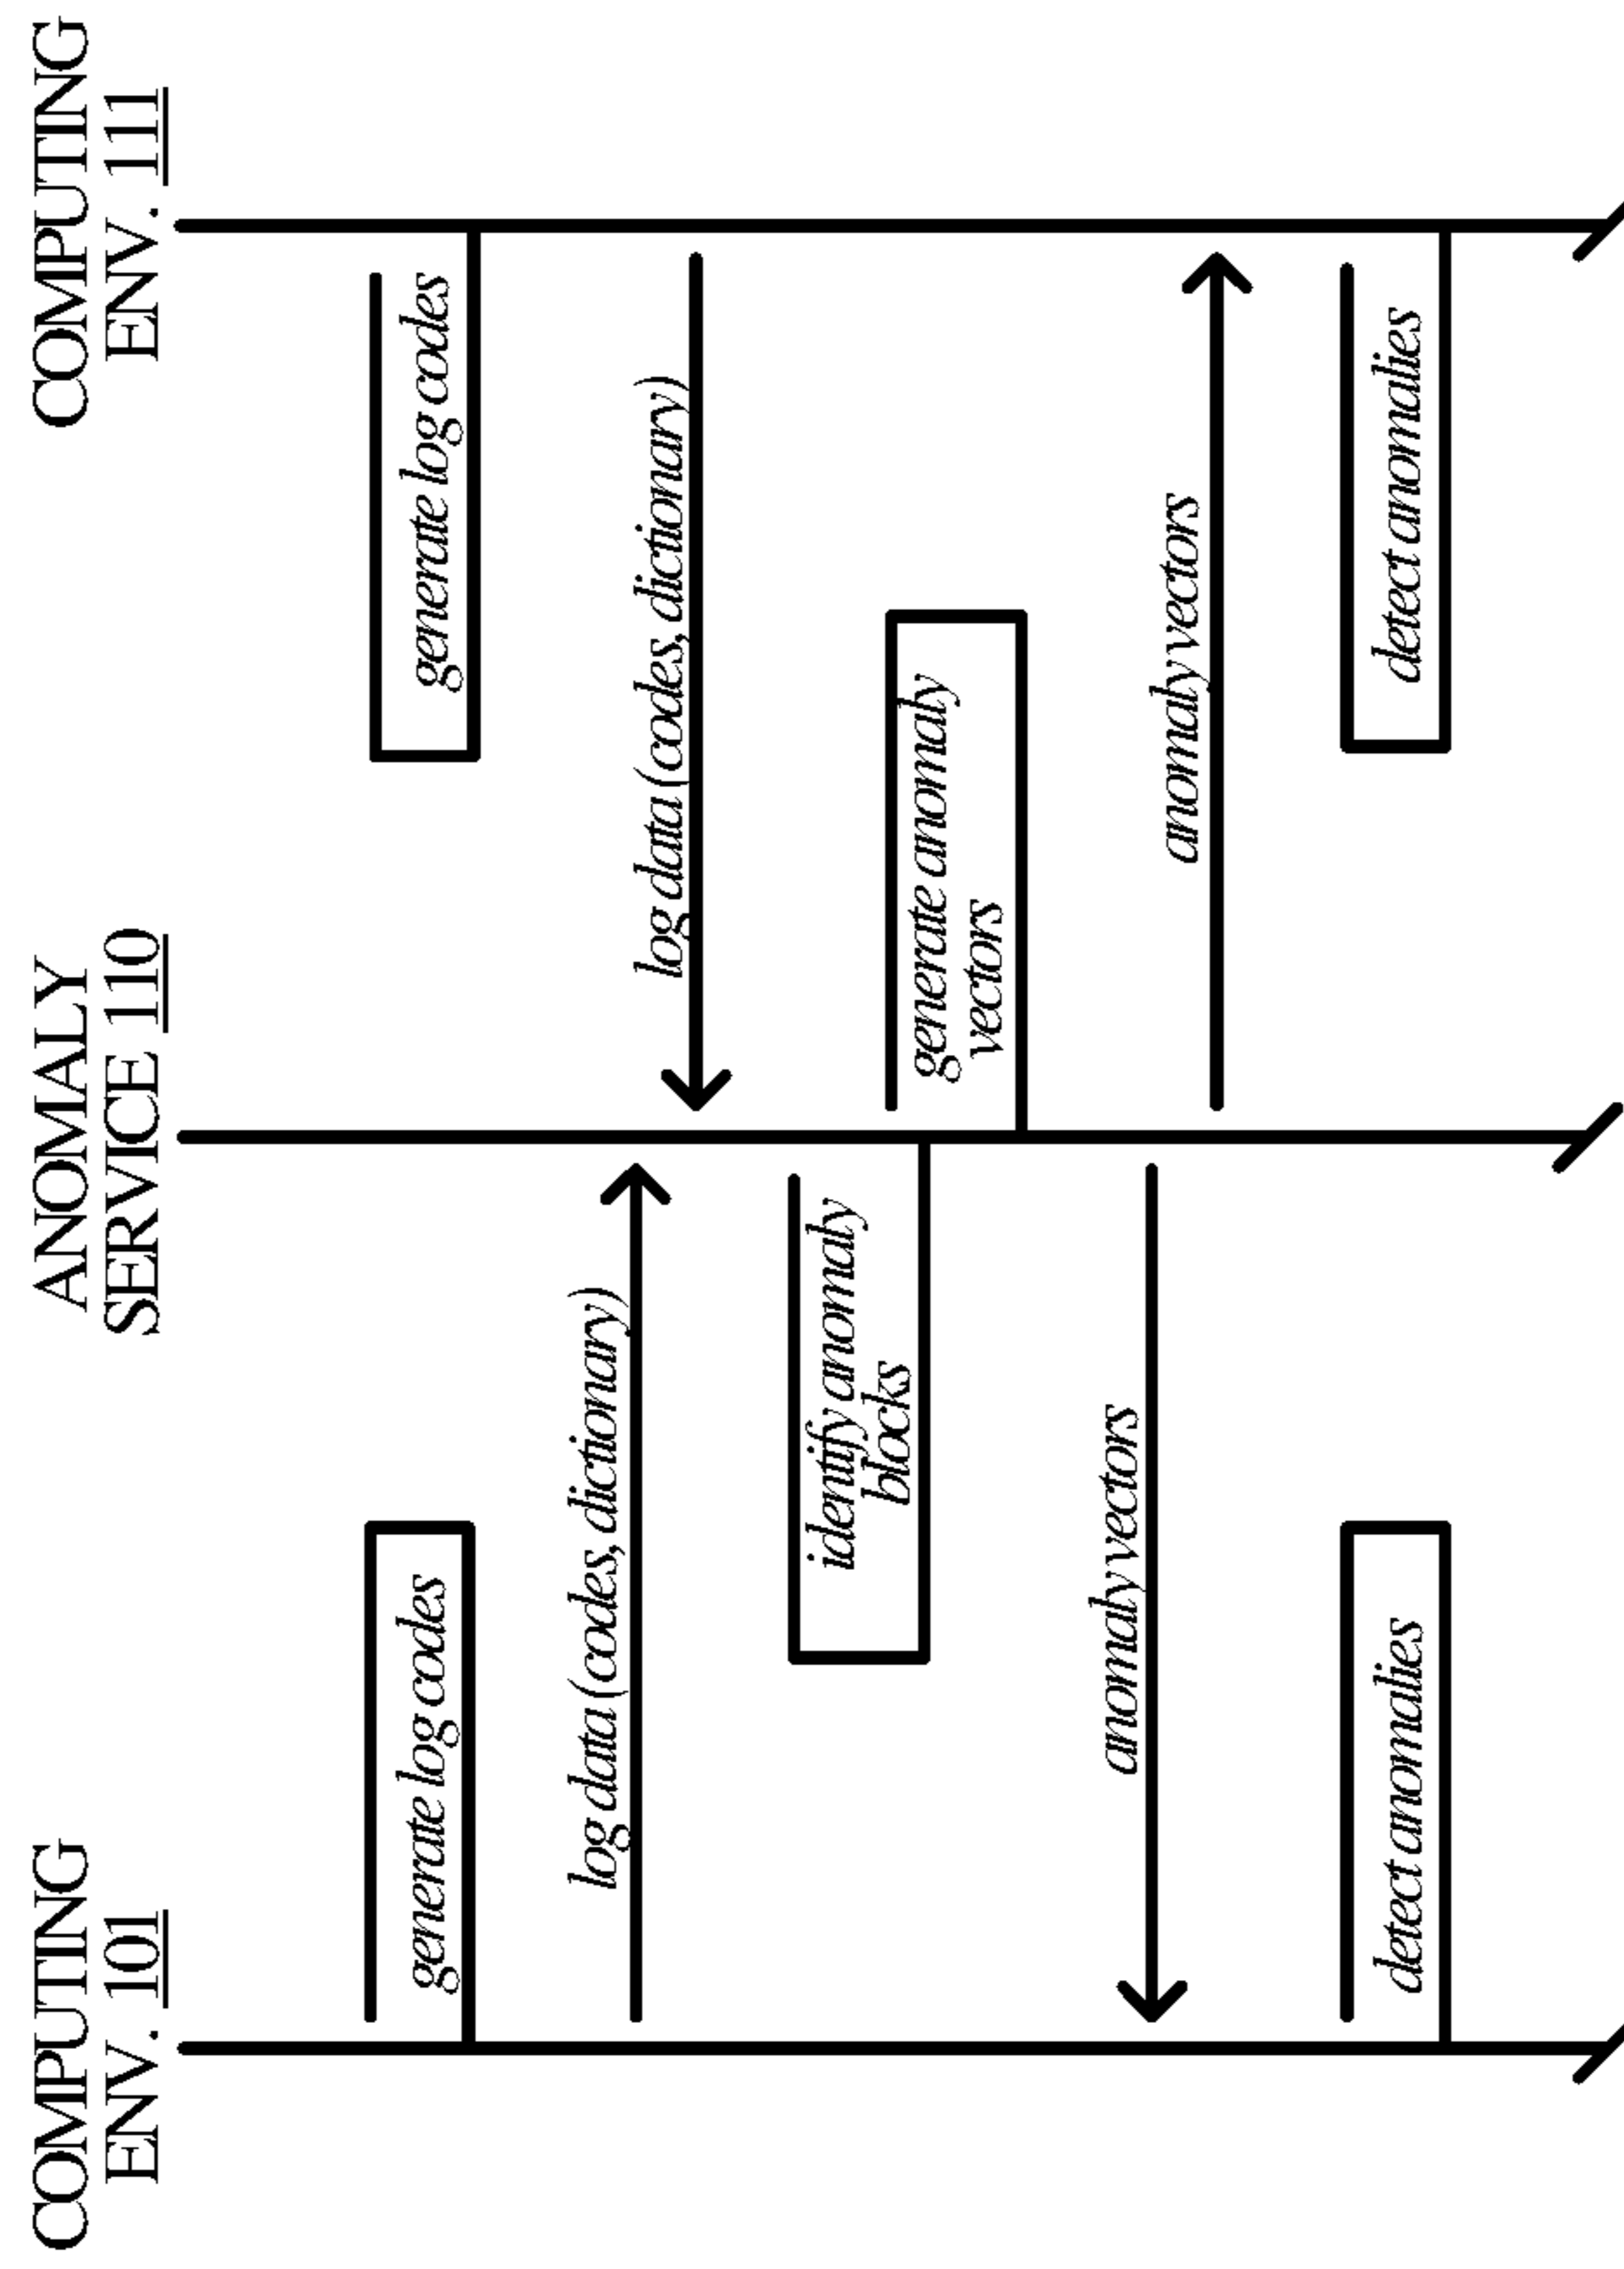 COMPUTING
ENV. 101
ANOMALY
SERVICE 110
COMPUTING
ENV. 111
generate log codes
generate log codes
log data (codes, dictionary)
log data (codes, dictionary)
identify anomaly
blocks
generate anomaly
vectors
anomaly vectors
anomaly vectors
detect anomalies
detect anomalies